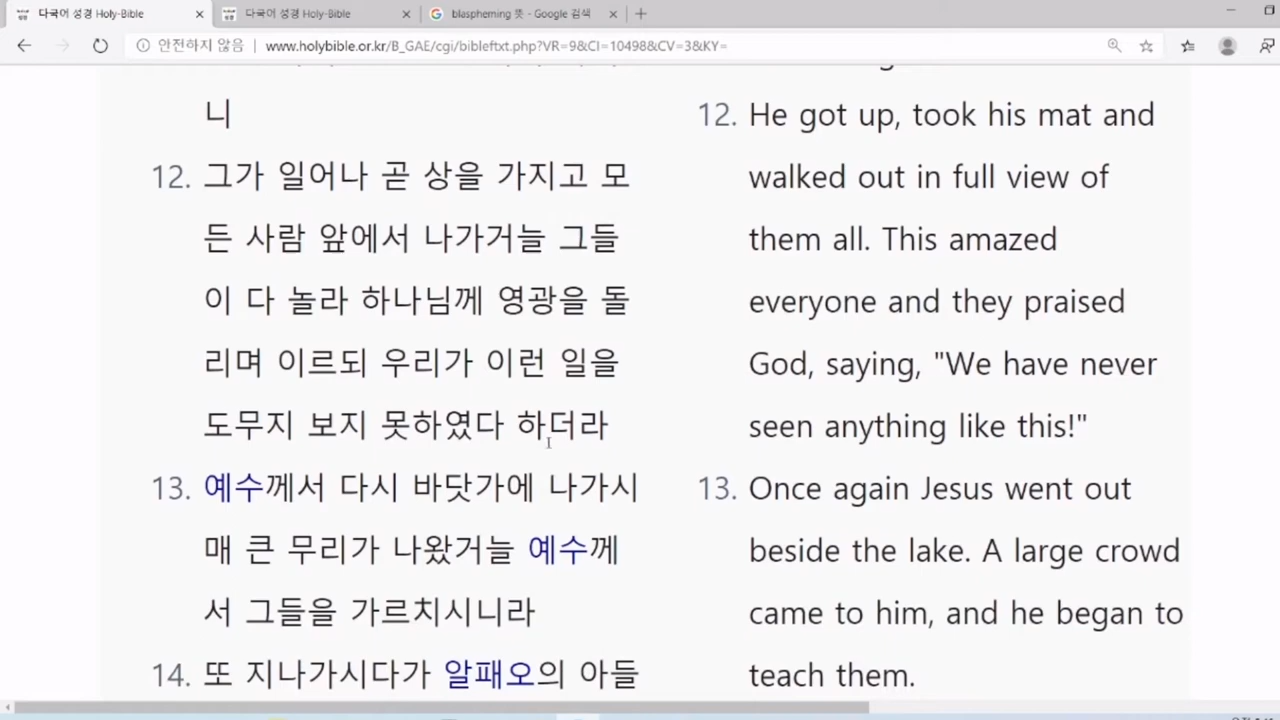 다국어 성경 Holy-Bible
다국어 성경 Holy-Bible
blaspheming 뜻 - Google 검색
안전하지 않음 | www.holybible.or.kr/B_GAE/cgi/bibleftxt.php?VR=9&CI=10498&CV=3&KY=
니
12. 그가 일어나 곧 상을 가지고 모
든 사람 앞에서 나가거늘 그들
이 다 놀라 하나님께 영광을 돌
리며 이르되 우리가 이런 일을
도무지 보지 못하였다 하더라
13. 예수께서 다시 바닷가에 나가시
매 큰 무리가 나왔거늘 예수께
서 그들을 가르치시니라
14. 또 지나가시다가 알패오의 아들
12. He got up, took his mat and
walked out in full view of
them all. This amazed
everyone and they praised
God, saying, "We have never
seen anything like this!"
13. Once again Jesus went out
beside the lake. A large crowd
came to him, and he began to
teach them.